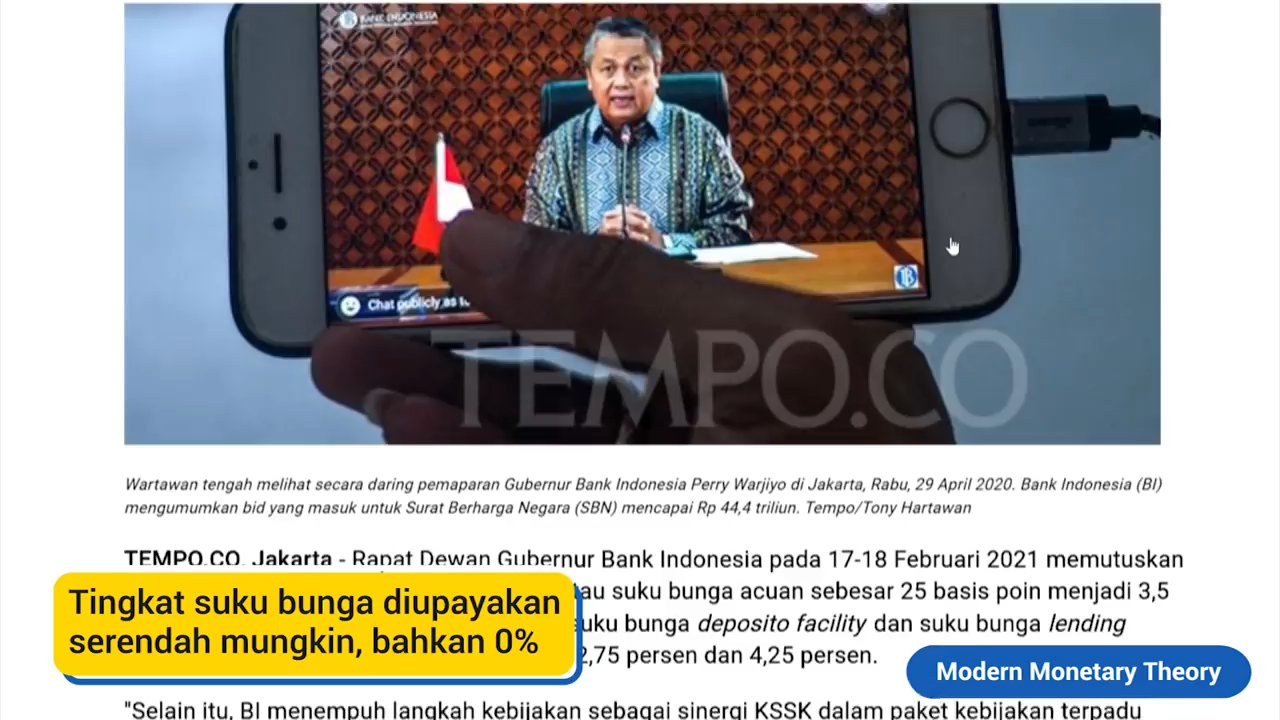 BANK INDONESIA
Chat publicly as
TEMPO.CO
Wartawan tengah melihat secara daring pemaparan Gubernur Bank Indonesia Perry Warjiyo di Jakarta, Rabu, 29 April 2020. Bank Indonesia (BI)
mengumumkan bid yang masuk untuk Surat Berharga Negara (SBN) mencapai Rp 44,4 triliun. Tempo/Tony Hartawan
TEMPO.CO, Jakarta - Rapat Dewan Gubernur Bank Indonesia pada 17-18 Februari 2021 memutuskan
suku bunga acuan sebesar 25 basis poin menjadi 3,5
suku bunga deposito facility dan suku bunga lending
2,75 persen dan 4,25 persen.
"Selain itu, BI menempuh langkah kebijakan sebagai sinergi KSSK dalam paket kebijakan terpadu
Tingkat suku bunga diupayakan
serendah mungkin, bahkan 0%
Modern Monetary Theory